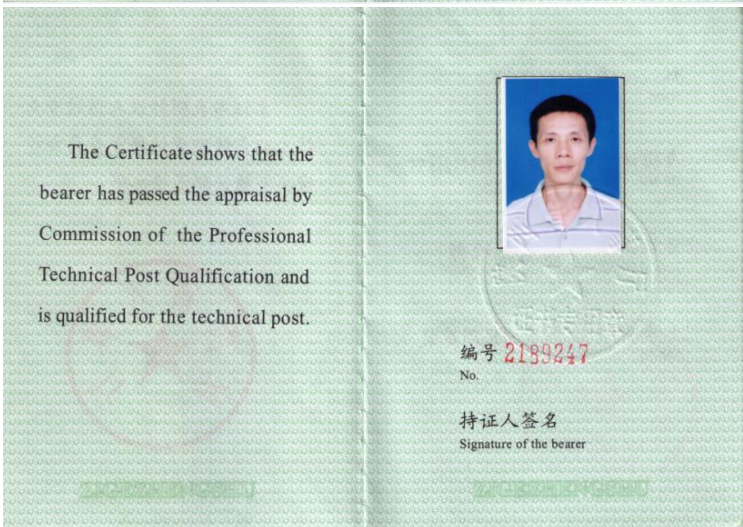 The Certificate shows that the
bearer has passed the appraisal by
Commission of the Professional
Technical Post Qualification and
is qualified for the technical post.
编号 2189247
No.
持证人签名
Signature of the bearer
ZIGEZHENGSHU
ZIGEZHENGSHU